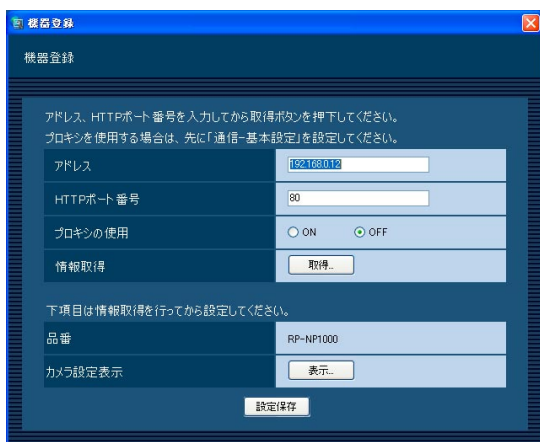 機器登録
機器登録
アドレス、HTTPポート番号を入力してから取得ボタンを押下してください。
プロキシを使用する場合は、先に「通信-基本設定」を設定してください。
アドレス
192.168.0.12
HTTPポート番号
80
プロキシの使用
ON OFF
情報取得
取得..
下項目は情報取得を行ってから設定してください。
品番
RP-NP1000
カメラ設定表示
表示..
設定保存